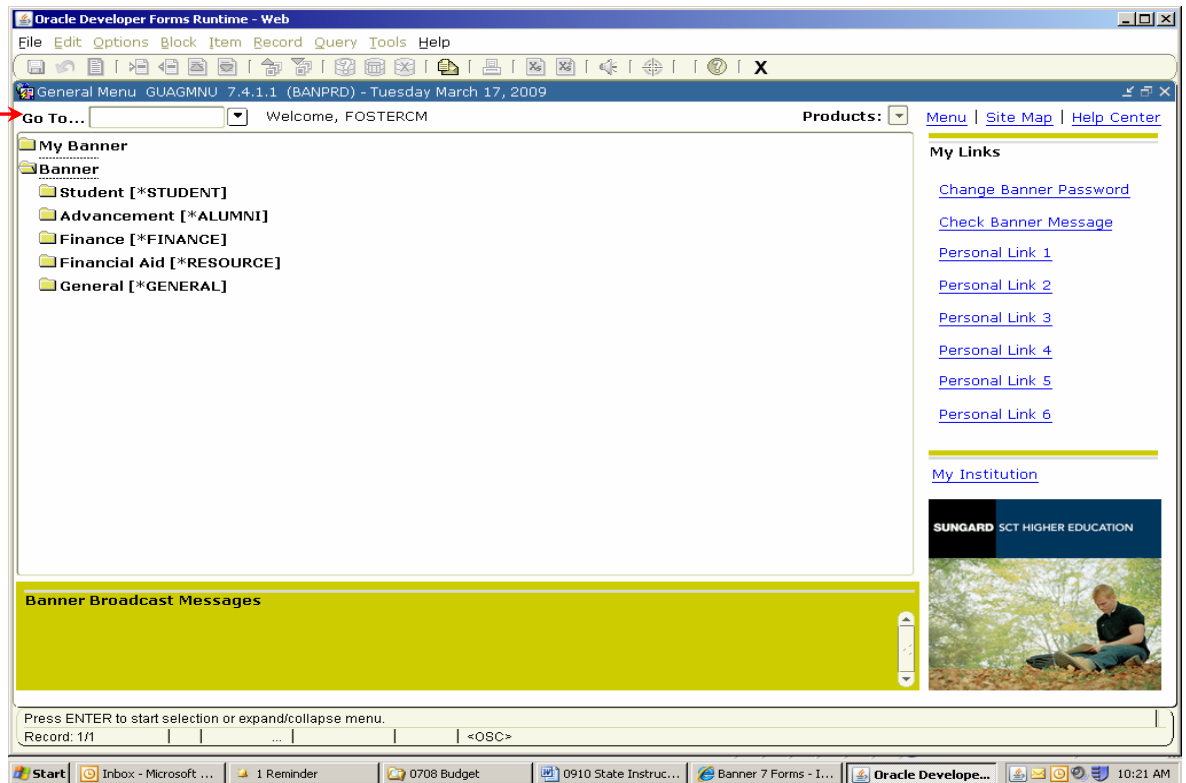 Oracle Developer Forms Runtime - Web
File Edit Options Block Item Record Query Tools Help
X
General Menu GUAGMNU 7.4.1.1 (BANPRD) - Tuesday March 17, 2009
Go To... Welcome, FOSTERCM Products: Menu | Site Map | Help Center
My Banner
Banner
Student [*STUDENT]
Advancement [*ALUMNI]
Finance [*FINANCE]
Financial Aid [*RESOURCE]
General [*GENERAL]
My Links
Change Banner Password
Check Banner Message
Personal Link 1
Personal Link 2
Personal Link 3
Personal Link 4
Personal Link 5
Personal Link 6
My Institution
SUNGARD SCT HIGHER EDUCATION
Banner Broadcast Messages
Press ENTER to start selection or expand/collapse menu.
Record: 1/1 | | ... | | <OSC>
Start Inbox - Microsoft ... 1 Reminder 0708 Budget 0910 State Instruc... Banner 7 Forms - I... Oracle Develope... 10:21 AM